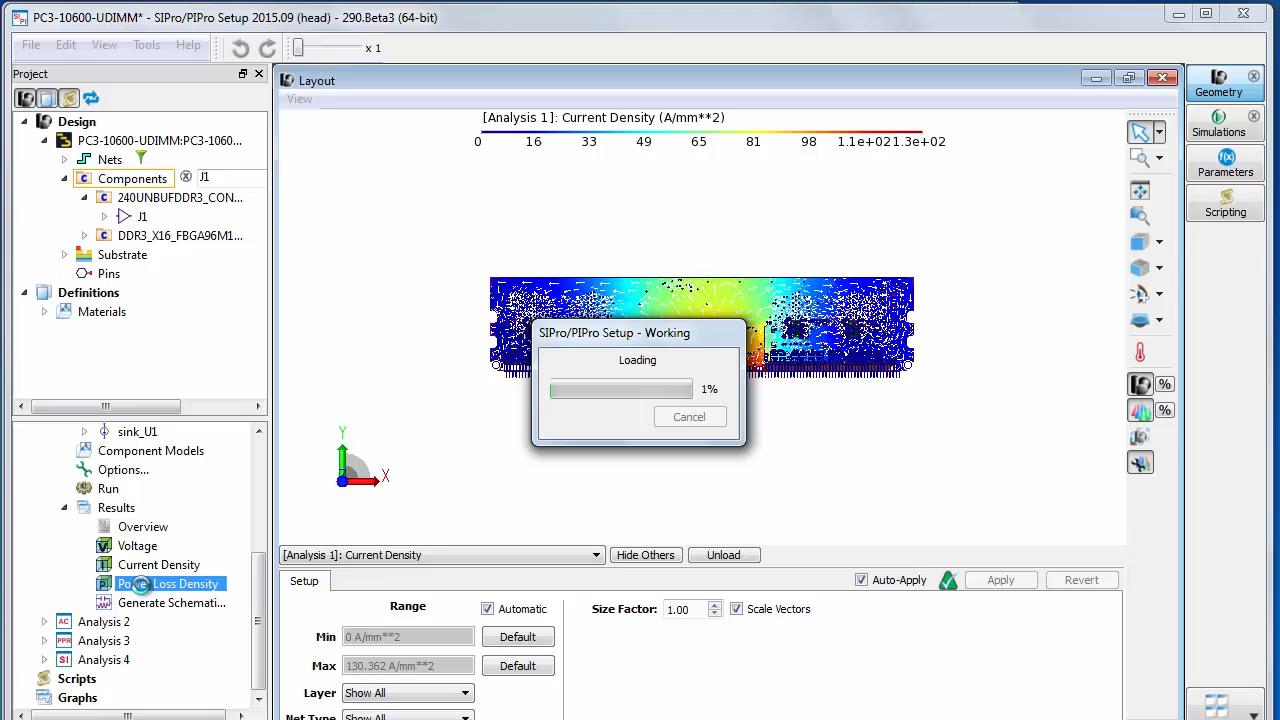 PC3-10600-UDIMM* - SIPro/PIPro Setup 2015.09 (head) - 290.Beta3 (64-bit)
File Edit View Tools Help
x 1
Project
Design
PC3-10600-UDIMM:PC3-1060...
Nets
Components
J1
240UNBUFDDR3_CON...
J1
DDR3_X16_FBGA96M1...
Substrate
Pins
Definitions
Materials
sink_U1
Component Models
Options...
Run
Results
Overview
Voltage
Current Density
Power Loss Density
Generate Schemati...
AC Analysis 2
PPR Analysis 3
SI Analysis 4
Scripts
Graphs
Layout
View
[Analysis 1]: Current Density (A/mm**2)
0 16 33 49 65 81 98 1.1e+02 1.3e+02
SIPro/PIPro Setup - Working
Loading
1%
Cancel
Y
X
[Analysis 1]: Current Density
Hide Others
Unload
Setup
Auto-Apply
Apply
Revert
Range
Automatic
Size Factor:
1.00
Scale Vectors
Min
0 A/mm**2
Default
Max
130.362 A/mm**2
Default
Layer
Show All
Net Type
Show All
Geometry
Simulations
f(x)
Parameters
Scripting
%
%